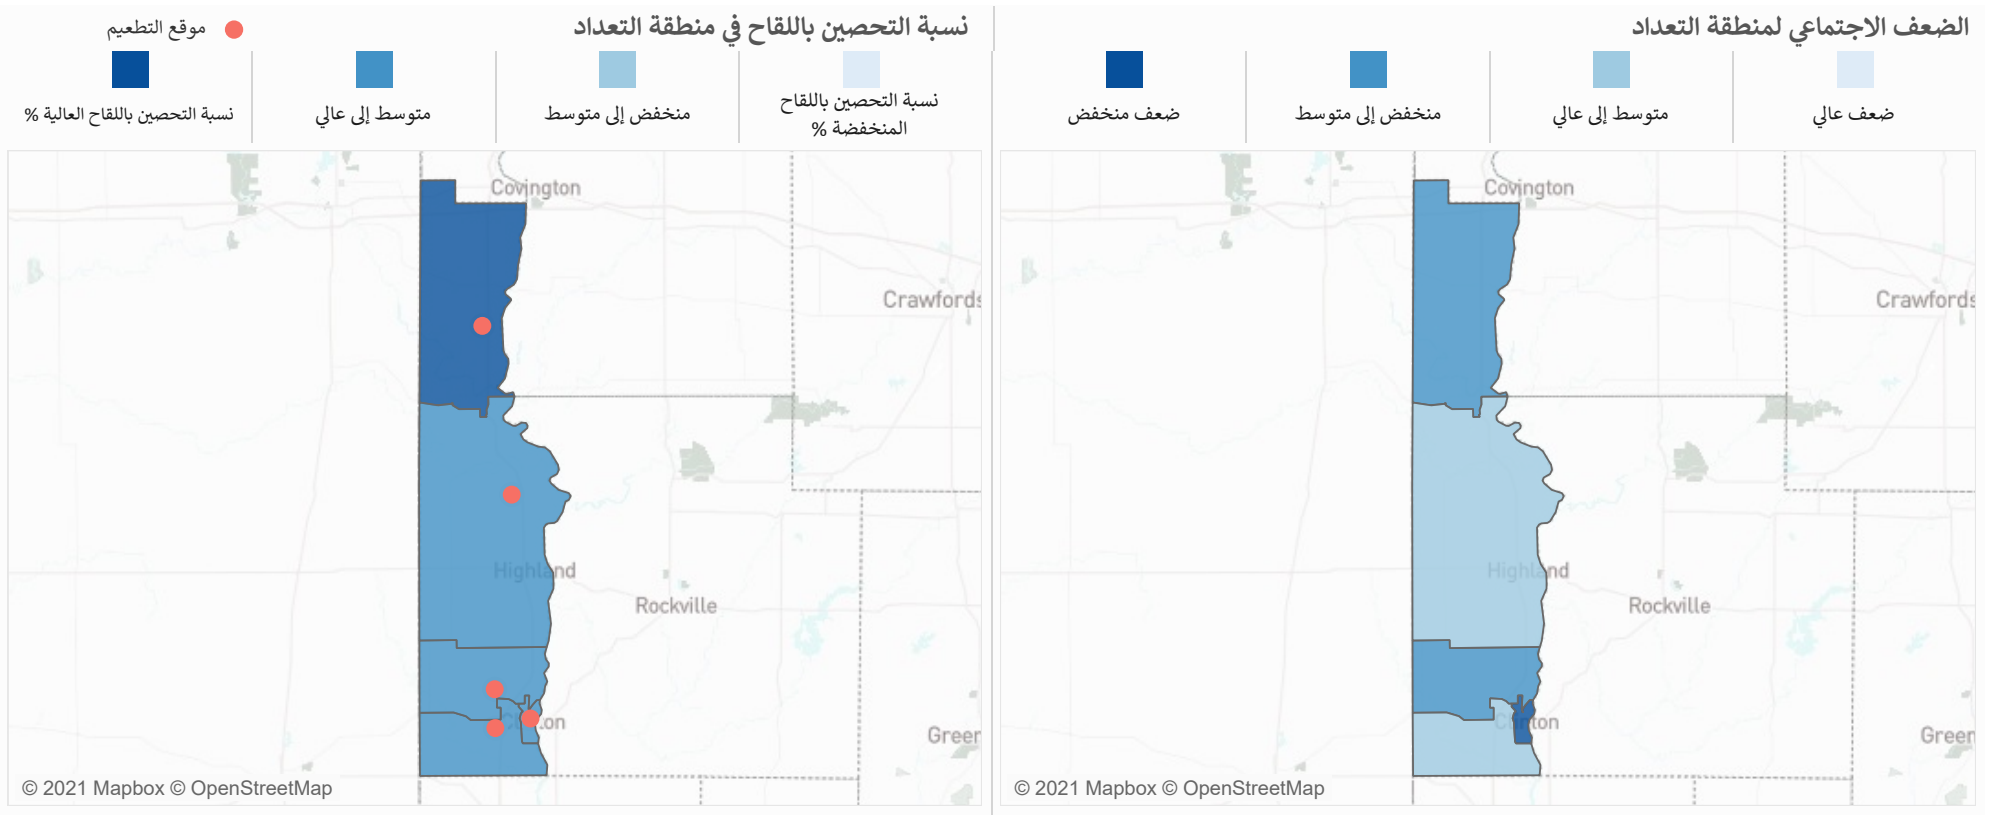 الضعف الاجتماعي لمنطقة التعداد
ضعف عالي
متوسط إلى عالي
منخفض إلى متوسط
ضعف منخفض
Covington
Crawfords
Highland
Rockville
Clinton
Green
© 2021 Mapbox © OpenStreetMap
نسبة التحصين باللقاح في منطقة التعداد
موقع التطعيم
نسبة التحصين باللقاح
المنخفضة %
منخفض إلى متوسط
متوسط إلى عالي
نسبة التحصين باللقاح العالية %
Covington
Crawfords
Highland
Rockville
Clinton
Green
© 2021 Mapbox © OpenStreetMap